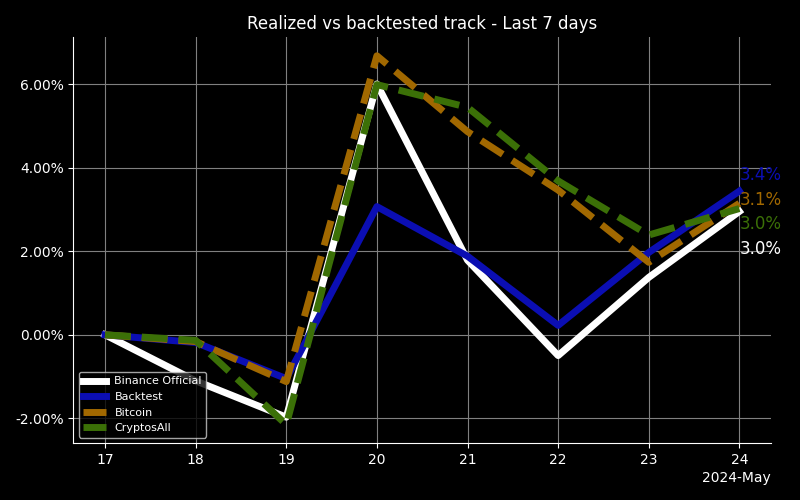 Realized vs backtested track - Last 7 days
6.00%
4.00%
2.00%
0.00%
-2.00%
3.4%
3.1%
3.0%
3.0%
Binance Official
Backtest
Bitcoin
CryptosAll
17 18 19 20 21 22 23 24
2024-May